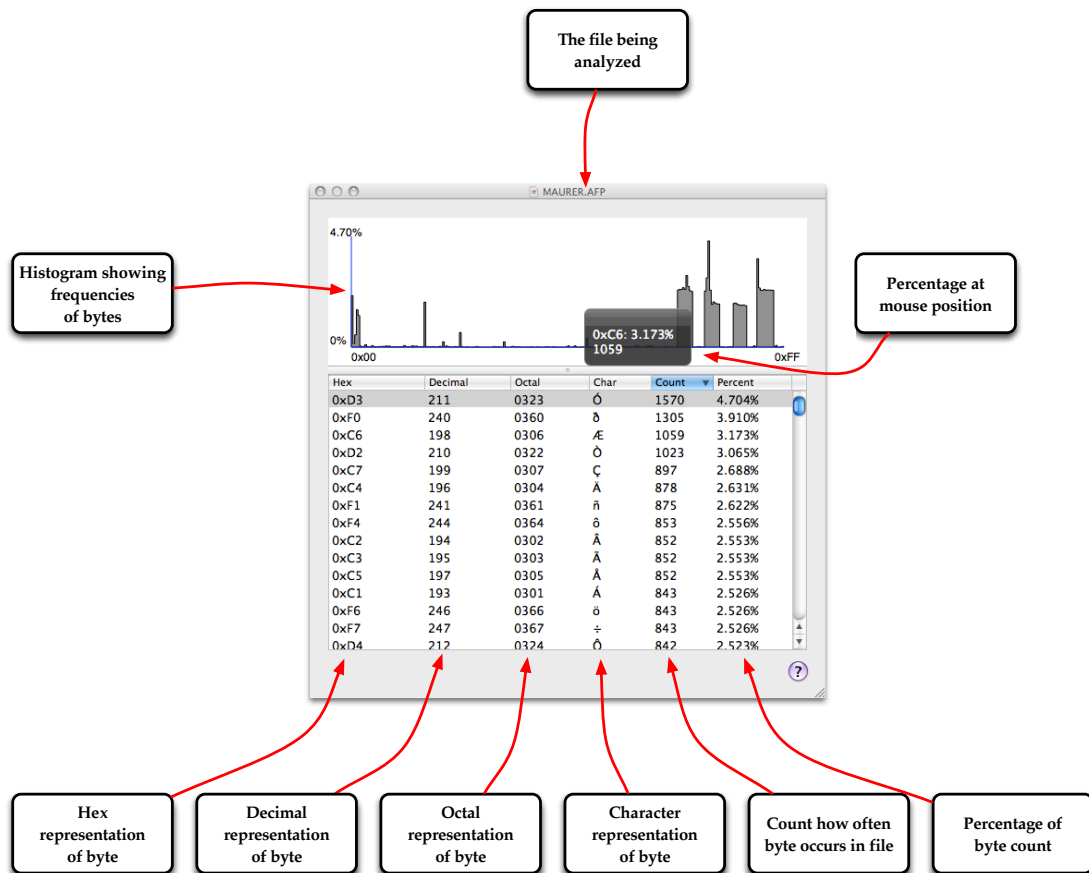 The file being
analyzed
MAURER.AFP
4.70%
Histogram showing
frequencies
of bytes
Percentage at
mouse position
0xC6: 3.173%
1059
0%
0x00
0xFF
Hex Decimal Octal Char Count Percent
0xD3 211 0323 Ó 1570 4.704%
0xF0 240 0360 ð 1305 3.910%
0xC6 198 0306 Æ 1059 3.173%
0xD2 210 0322 Ò 1023 3.065%
0xC7 199 0307 Ç 897 2.688%
0xC4 196 0304 Ä 878 2.631%
0xF1 241 0361 ñ 875 2.622%
0xF4 244 0364 ô 853 2.556%
0xC2 194 0302 Â 852 2.553%
0xC3 195 0303 Ã 852 2.553%
0xC5 197 0305 Å 852 2.553%
0xC1 193 0301 Á 843 2.526%
0xF6 246 0366 ö 843 2.526%
0xF7 247 0367 ÷ 843 2.526%
0xD4 212 0324 Ô 842 2.523%
?
Hex
representation
of byte
Decimal
representation
of byte
Octal
representation
of byte
Character
representation
of byte
Count how often
byte occurs in file
Percentage of
byte count